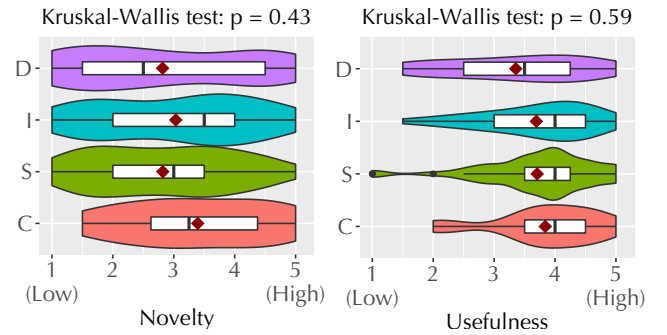 Kruskal-Wallis test: p = 0.43
D
I
S
C
1 2 3 4 5
(Low) (High)
Novelty
Kruskal-Wallis test: p = 0.59
D
I
S
C
1 2 3 4 5
(Low) (High)
Usefulness